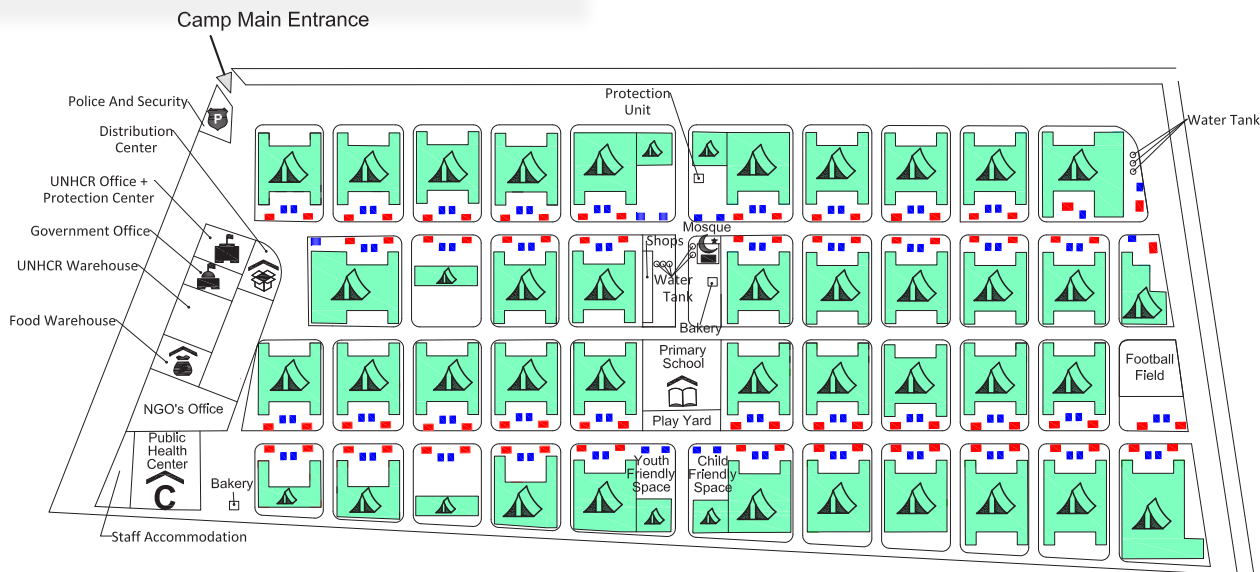 Camp Main Entrance
Police And Security
P
Distribution
Center
UNHCR Office +
Protection Center
Government Office
UNHCR Warehouse
Food Warehouse
NGO's Office
Public
Health
Center
C
Bakery
Staff Accommodation
Protection
Unit
Water Tank
Mosque
Shops
Water
Tank
Bakery
Primary
School
Play Yard
Football
Field
Youth
Friendly
Space
Child
Friendly
Space